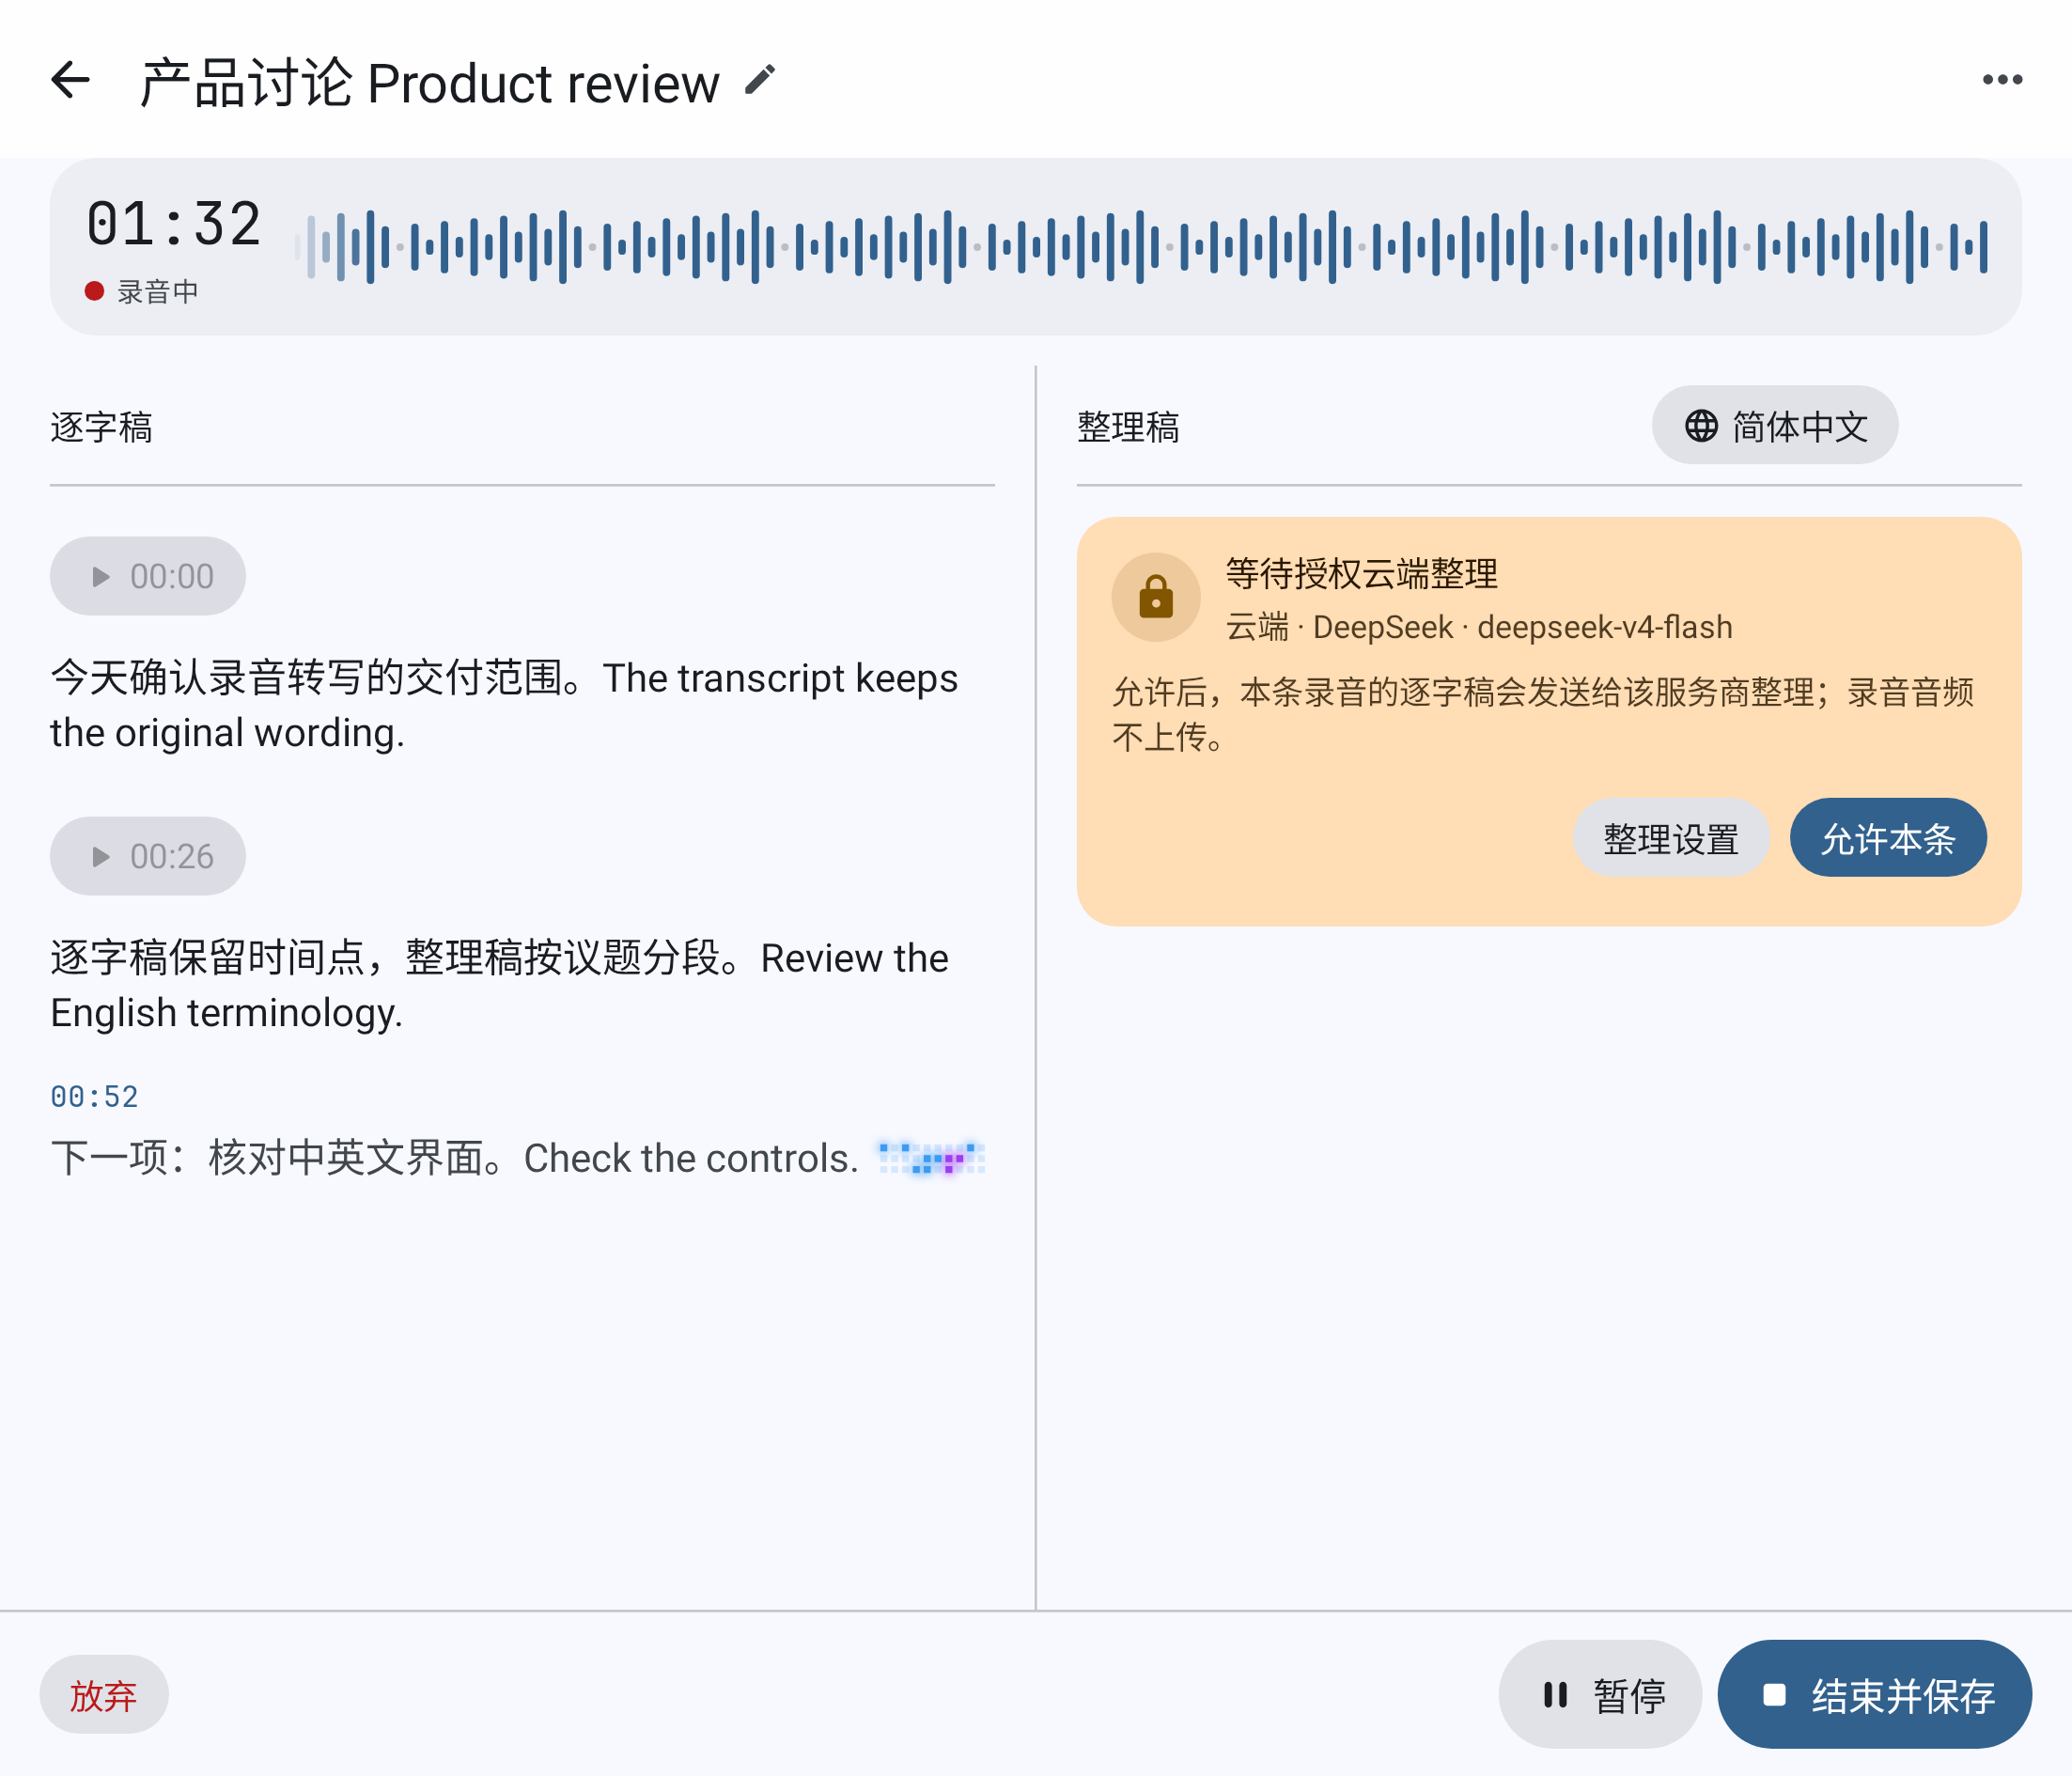 产品讨论 Product review
01:32
录音中
逐字稿
00:00
今天确认录音转写的交付范围。The transcript keeps
the original wording.
00:26
逐字稿保留时间点，整理稿按议题分段。Review the
English terminology.
00:52
下一项：核对中英文界面。Check the controls.
整理稿
简体中文
等待授权云端整理
云端 · DeepSeek · deepseek-v4-flash
允许后，本条录音的逐字稿会发送给该服务商整理；录音音频
不上传。
整理设置
允许本条
放弃
暂停
结束并保存